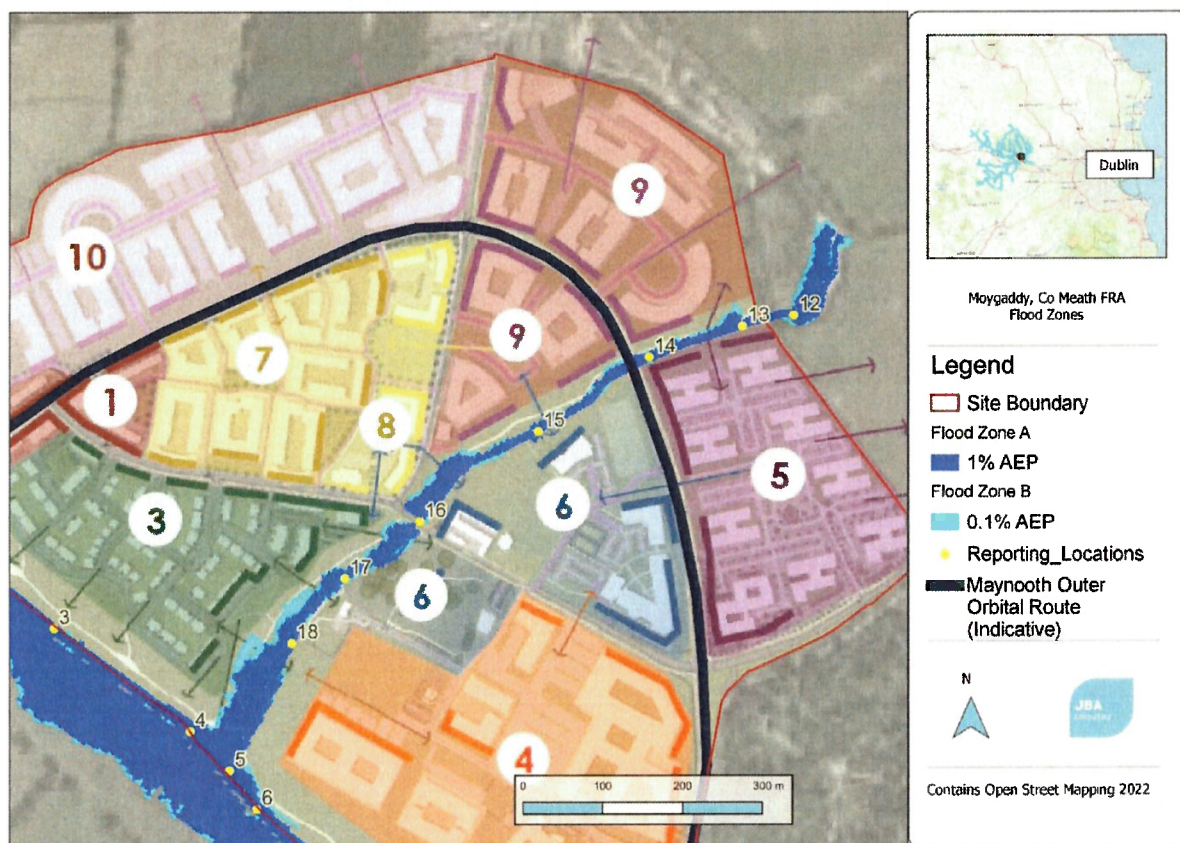 10
9
12
13
14
7
9
1
15
8
5
3
6
16
17
6
3
18
4
5
4
6
0 100 200 300 m
Dublin
Moygaddy, Co Meath FRA
Flood Zones
Legend
Site Boundary
Flood Zone A
1% AEP
Flood Zone B
0.1% AEP
Reporting_Locations
Maynooth Outer
Orbital Route
(Indicative)
N
JBA
consulting
Contains Open Street Mapping 2022